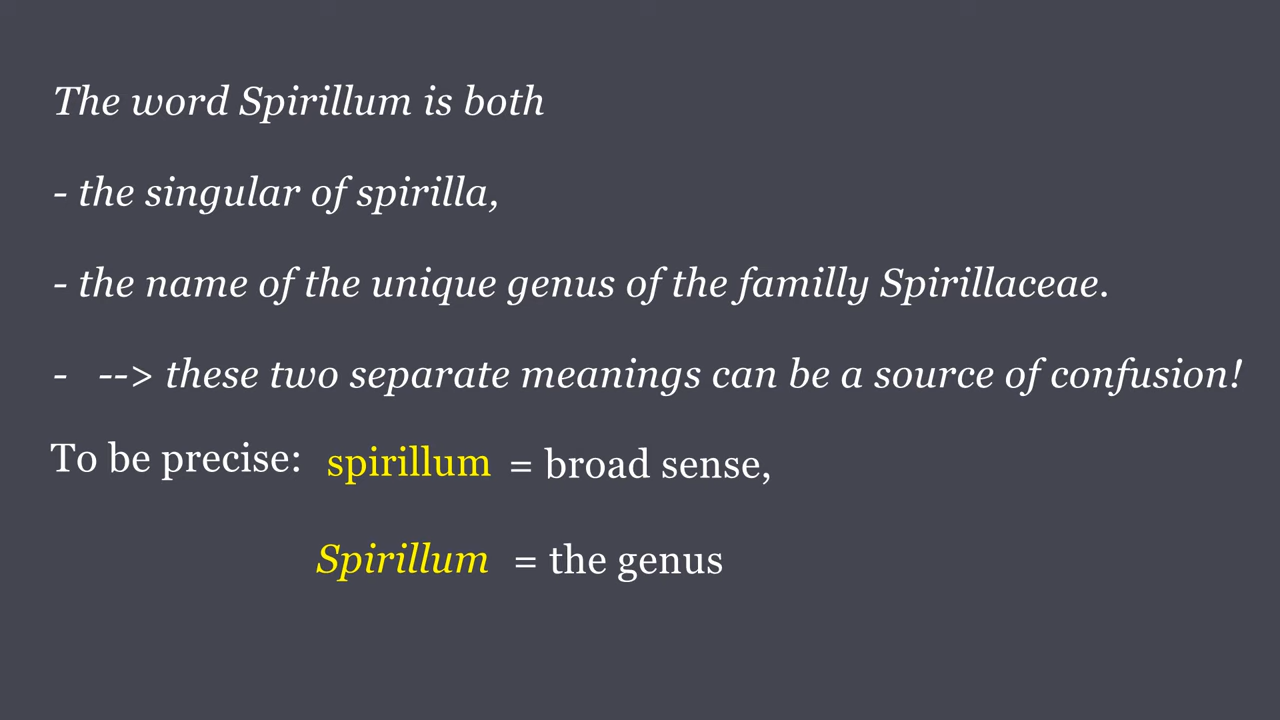 The word Spirillum is both
- the singular of spirilla,
- the name of the unique genus of the familly Spirillaceae.
- --> these two separate meanings can be a source of confusion!
To be precise: spirillum = broad sense,
Spirillum = the genus